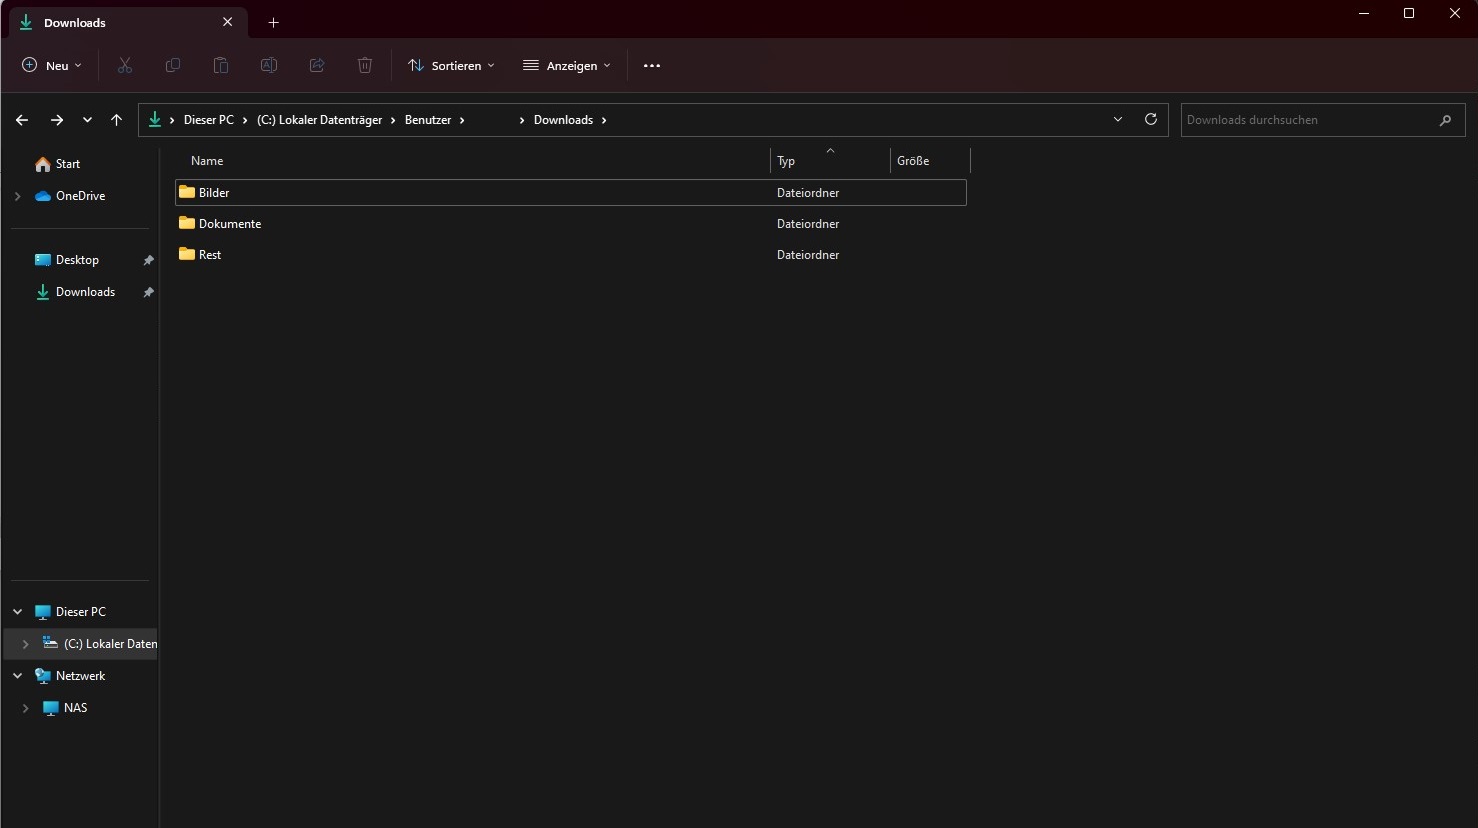 Downloads
Neu
Sortieren
Anzeigen
Dieser PC
(C:) Lokaler Datenträger
Benutzer
Downloads
Downloads durchsuchen
Start
OneDrive
Desktop
Downloads
Dieser PC
(C:) Lokaler Daten
Netzwerk
NAS
Name Typ Größe
Bilder Dateiordner
Dokumente Dateiordner
Rest Dateiordner